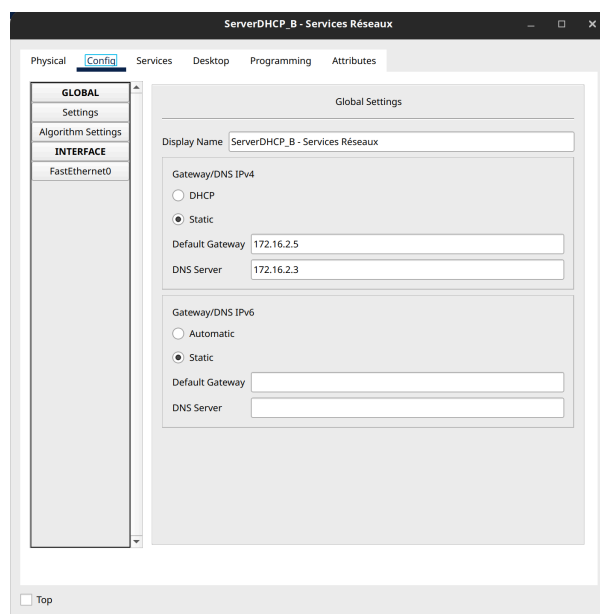 ServerDHCP_B - Services Réseaux
Physical Config Services Desktop Programming Attributes
GLOBAL
Settings
Algorithm Settings
INTERFACE
FastEthernet0
Global Settings
Display Name ServerDHCP_B - Services Réseaux
Gateway/DNS IPv4
DHCP
Static
Default Gateway 172.16.2.5
DNS Server 172.16.2.3
Gateway/DNS IPv6
Automatic
Static
Default Gateway
DNS Server
Top